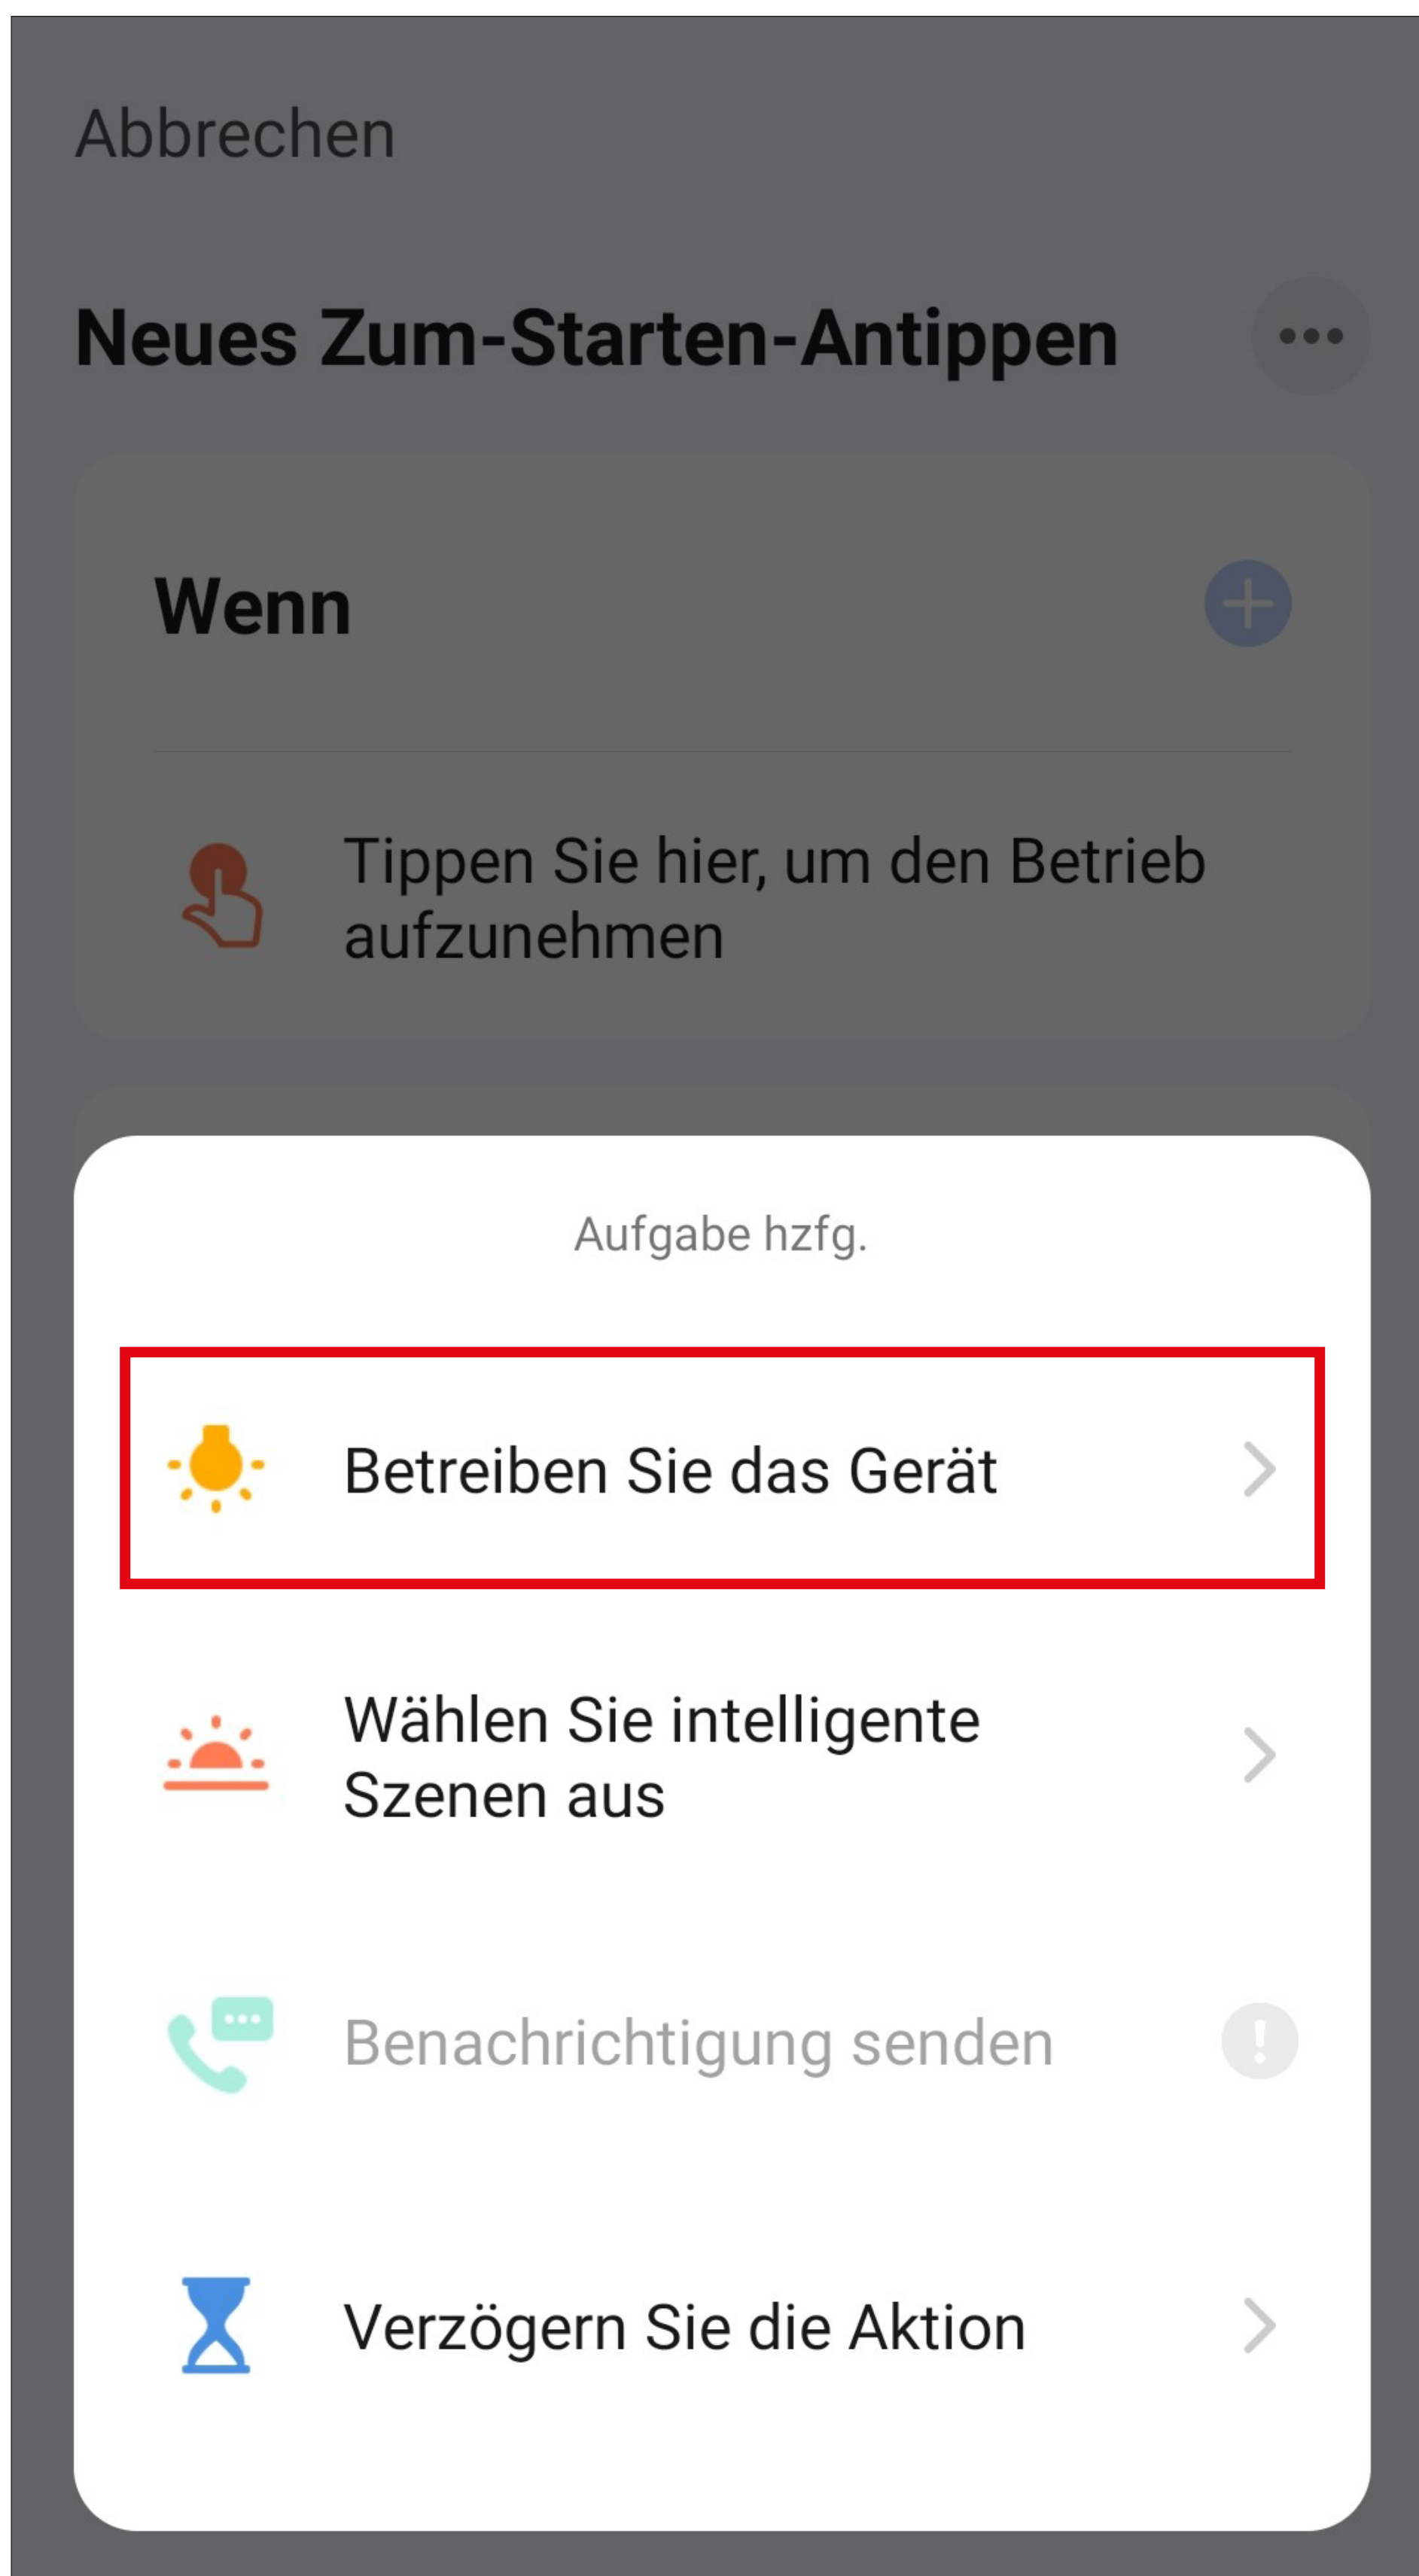 Abbrechen
Neues Zum-Starten-Antippen
Wenn
Tippen Sie hier, um den Betrieb
aufzunehmen
Aufgabe hzfg.
Betreiben Sie das Gerät
Wählen Sie intelligente
Szenen aus
Benachrichtigung senden
Verzögern Sie die Aktion